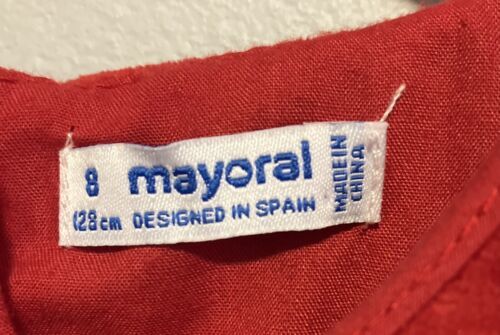 8 mayoral
128cm DESIGNED IN SPAIN
MADE IN
CHINA